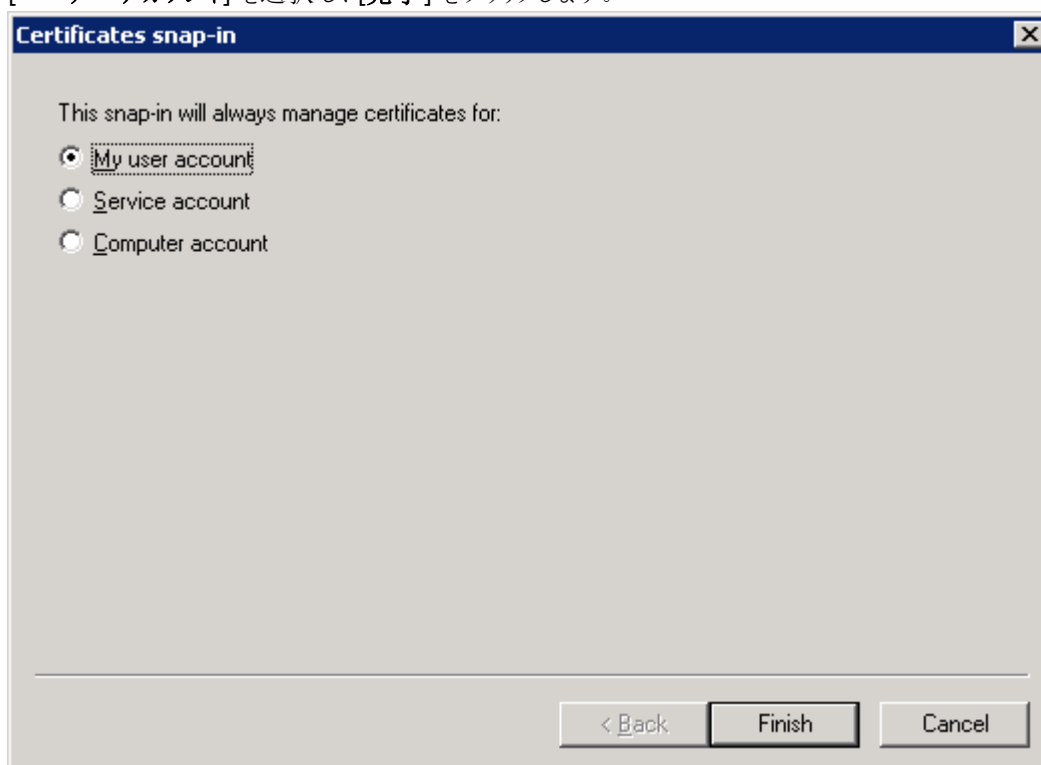 を選択し、[完了] をクリックします。
Certificates snap-in
This snap-in will always manage certificates for:
My user account
Service account
Computer account
< Back Finish Cancel